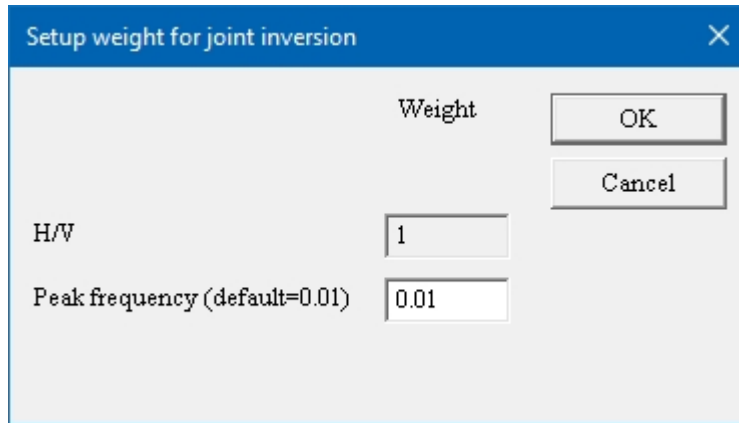 Setup weight for joint inversion
Weight
OK
Cancel
H/V
1
Peak frequency (default=0.01)
0.01